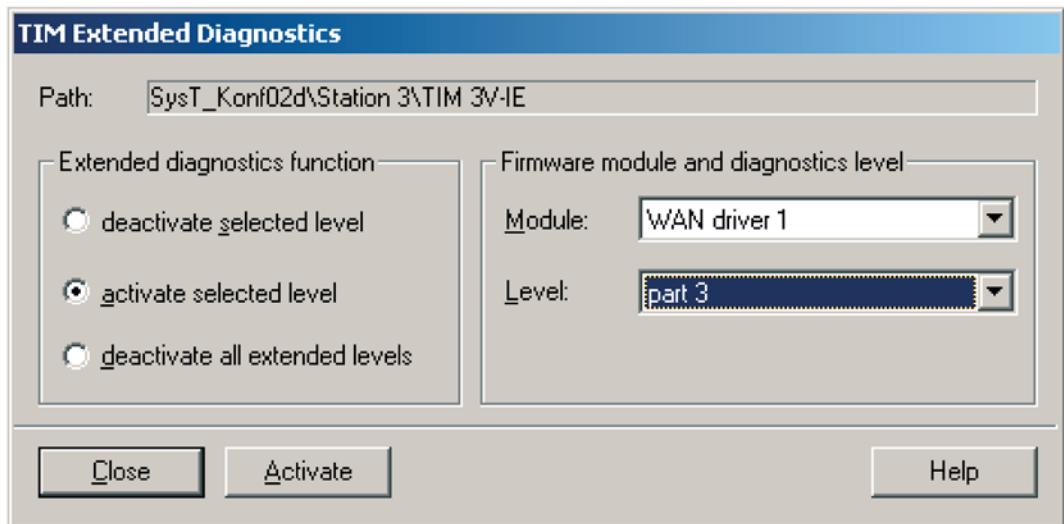 TIM Extended Diagnostics
Path: SysT_Konf02d\Station 3\TIM 3V-IE
Extended diagnostics function
deactivate selected level
activate selected level
deactivate all extended levels
Firmware module and diagnostics level
Module: WAN driver 1
Level: part 3
Close Activate Help